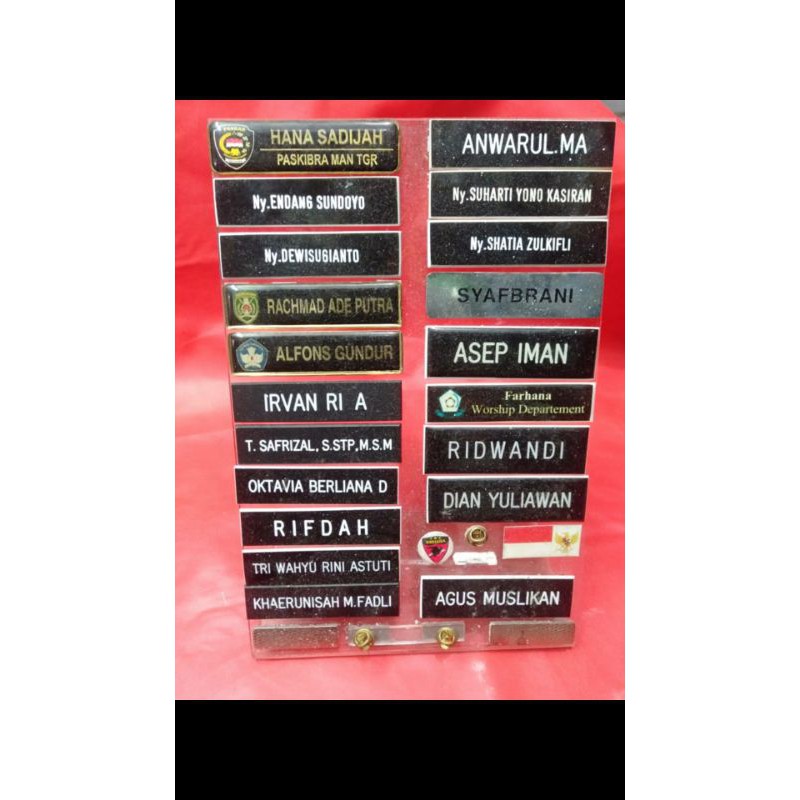 HANA SADIJAH
PASKIBRA MAN TGR
Ny.ENDANG SUNDOYO
Ny.DEWISUGIANTO
RACHMAD ADE PUTRA
ALFONS GUNDUR
IRVAN RI A
T. SAFRIZAL, S.STP,M.S.M
OKTAVIA BERLIANA D
RIFDAH
TRI WAHYU RINI ASTUTI
KHAERUNISAH M.FADLI
ANWARUL.MA
Ny.SUHARTI YONO KASIRAN
Ny.SHATIA ZULKIFLI
SYAFBRANI
ASEP IMAN
Farhana
Worship Departement
RIDWANDI
DIAN YULIAWAN
AGUS MUSLIKAN